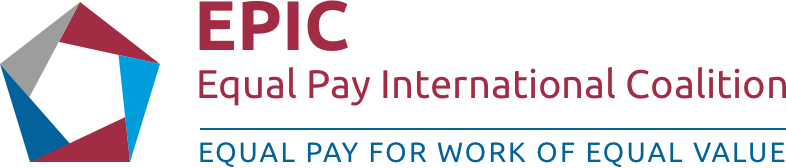 EPIC
Equal Pay International Coalition
EQUAL PAY FOR WORK OF EQUAL VALUE